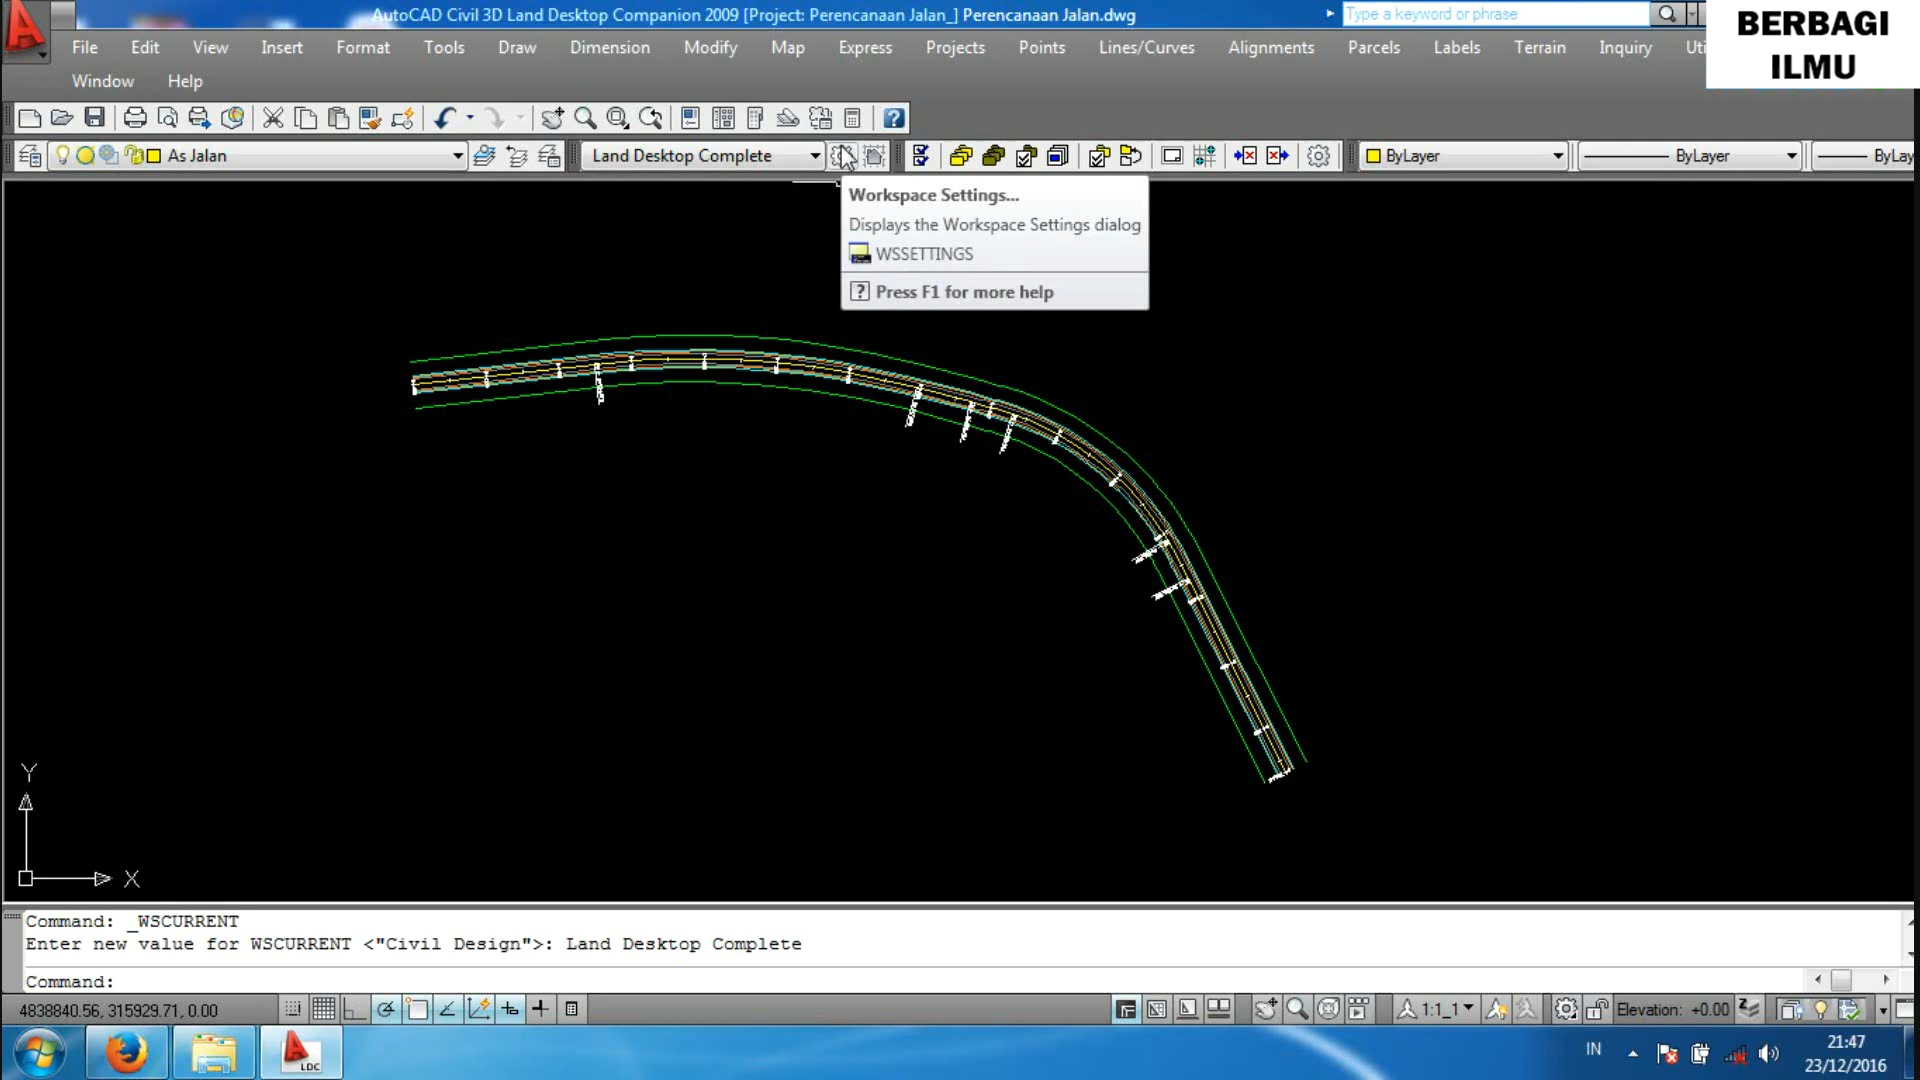 AutoCAD Civil 3D Land Desktop Companion 2009 [Project: Perencanaan Jalan_] Perencanaan Jalan.dwg
Type a keyword or phrase
BERBAGI
ILMU
File Edit View Insert Format Tools Draw Dimension Modify Map Express Projects Points Lines/Curves Alignments Parcels Labels Terrain Inquiry Uti
Window Help
As Jalan
Land Desktop Complete
ByLayer
ByLayer
ByLay
Workspace Settings...
Displays the Workspace Settings dialog
WSSETTINGS
Press F1 for more help
Y
X
Command: _WSCURRENT
Enter new value for WSCURRENT <"Civil Design">: Land Desktop Complete
Command:
4838840.56, 315929.71, 0.00
1:1_1
Elevation: +0.00
LDC
IN
21:47
23/12/2016